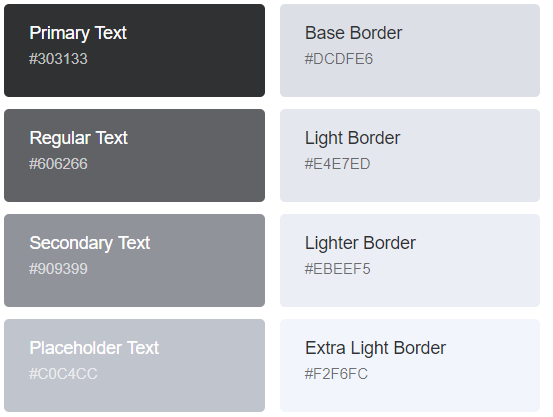 Primary Text
#303133
Base Border
#DCDFE6
Regular Text
#606266
Light Border
#E4E7ED
Secondary Text
#909399
Lighter Border
#EBEEF5
Placeholder Text
#C0C4CC
Extra Light Border
#F2F6FC